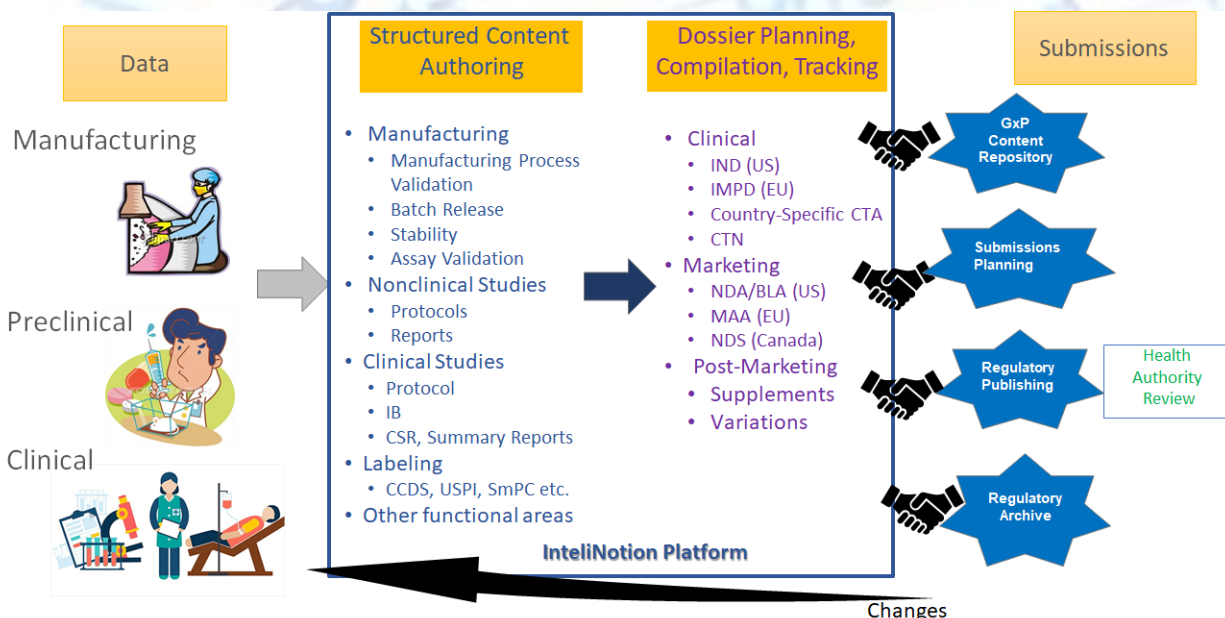 Data
Manufacturing
Preclinical
Clinical
Structured Content
Authoring
• Manufacturing
• Manufacturing Process
Validation
• Batch Release
• Stability
• Assay Validation
• Nonclinical Studies
• Protocols
• Reports
• Clinical Studies
• Protocol
• IB
• CSR, Summary Reports
• Labeling
• CCDS, USPI, SmPC etc.
• Other functional areas
Dossier Planning,
Compilation, Tracking
• Clinical
• IND (US)
• IMPD (EU)
• Country-Specific CTA
• CTN
• Marketing
• NDA/BLA (US)
• MAA (EU)
• NDS (Canada)
• Post-Marketing
• Supplements
• Variations
InteliNotion Platform
Submissions
GxP
Content
Repository
Submissions
Planning
Regulatory
Publishing
Health
Authority
Review
Regulatory
Archive
Changes